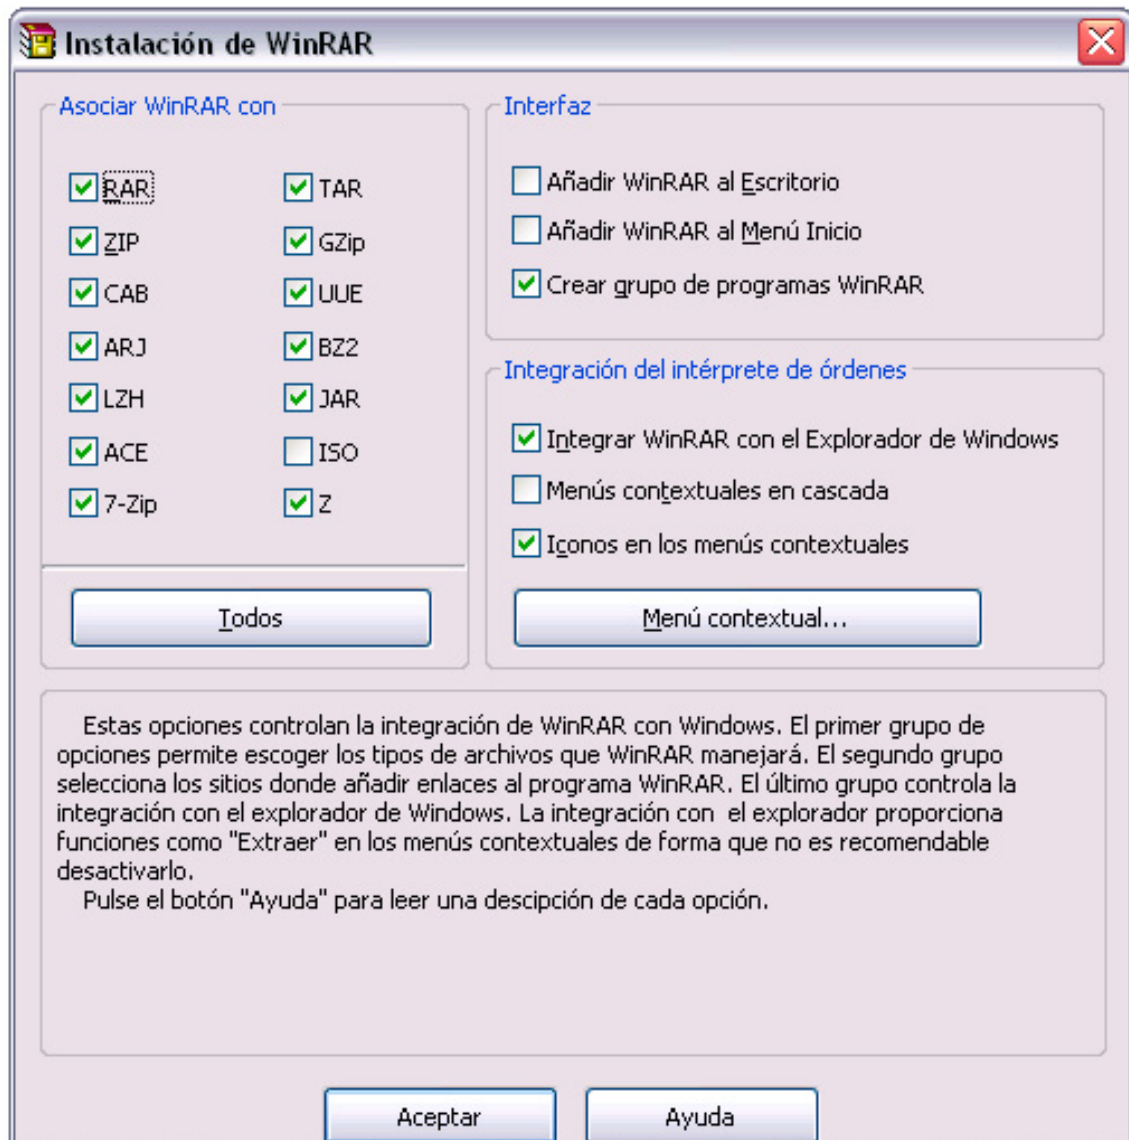 Instalación de WinRAR
Asociar WinRAR con
RAR
TAR
ZIP
GZip
CAB
UUE
ARJ
BZ2
LZH
JAR
ACE
ISO
7-Zip
Z
Todos
Interfaz
Añadir WinRAR al Escritorio
Añadir WinRAR al Menú Inicio
Crear grupo de programas WinRAR
Integración del intérprete de órdenes
Integrar WinRAR con el Explorador de Windows
Menús contextuales en cascada
Iconos en los menús contextuales
Menú contextual...
Estas opciones controlan la integración de WinRAR con Windows. El primer grupo de
opciones permite escoger los tipos de archivos que WinRAR manejará. El segundo grupo
selecciona los sitios donde añadir enlaces al programa WinRAR. El último grupo controla la
integración con el explorador de Windows. La integración con el explorador proporciona
funciones como "Extraer" en los menús contextuales de forma que no es recomendable
desactivarlo.
Pulse el botón "Ayuda" para leer una descipción de cada opción.
Aceptar
Ayuda